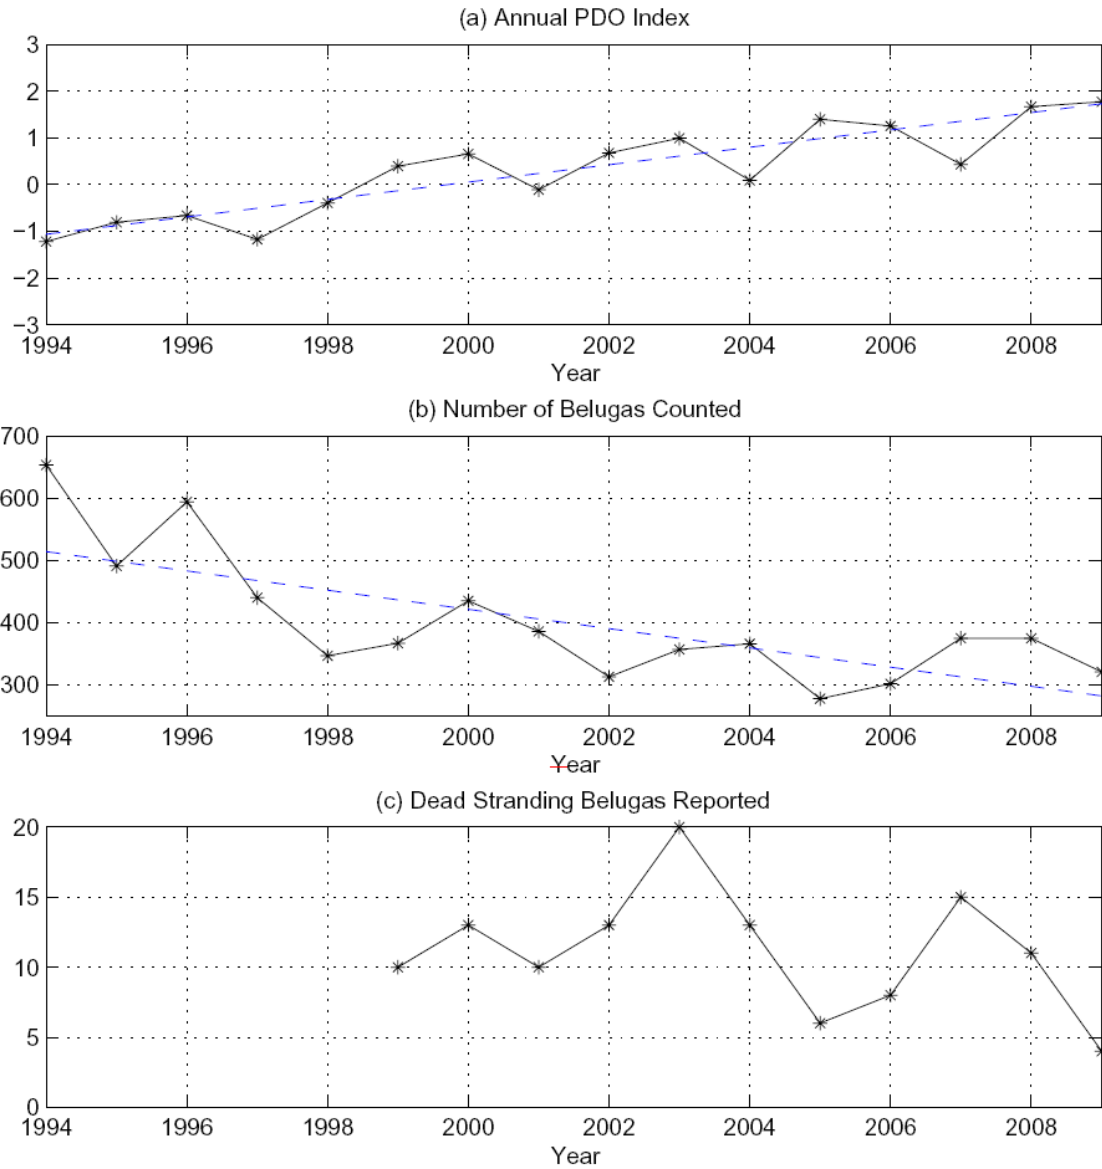 (a) Annual PDO Index
3
2
1
0
−1
−2
−3
1994 1996 1998 2000 2002 2004 2006 2008
Year
(b) Number of Belugas Counted
700
600
500
400
300
1994 1996 1998 2000 2002 2004 2006 2008
Year
(c) Dead Stranding Belugas Reported
20
15
10
5
0
1994 1996 1998 2000 2002 2004 2006 2008
Year